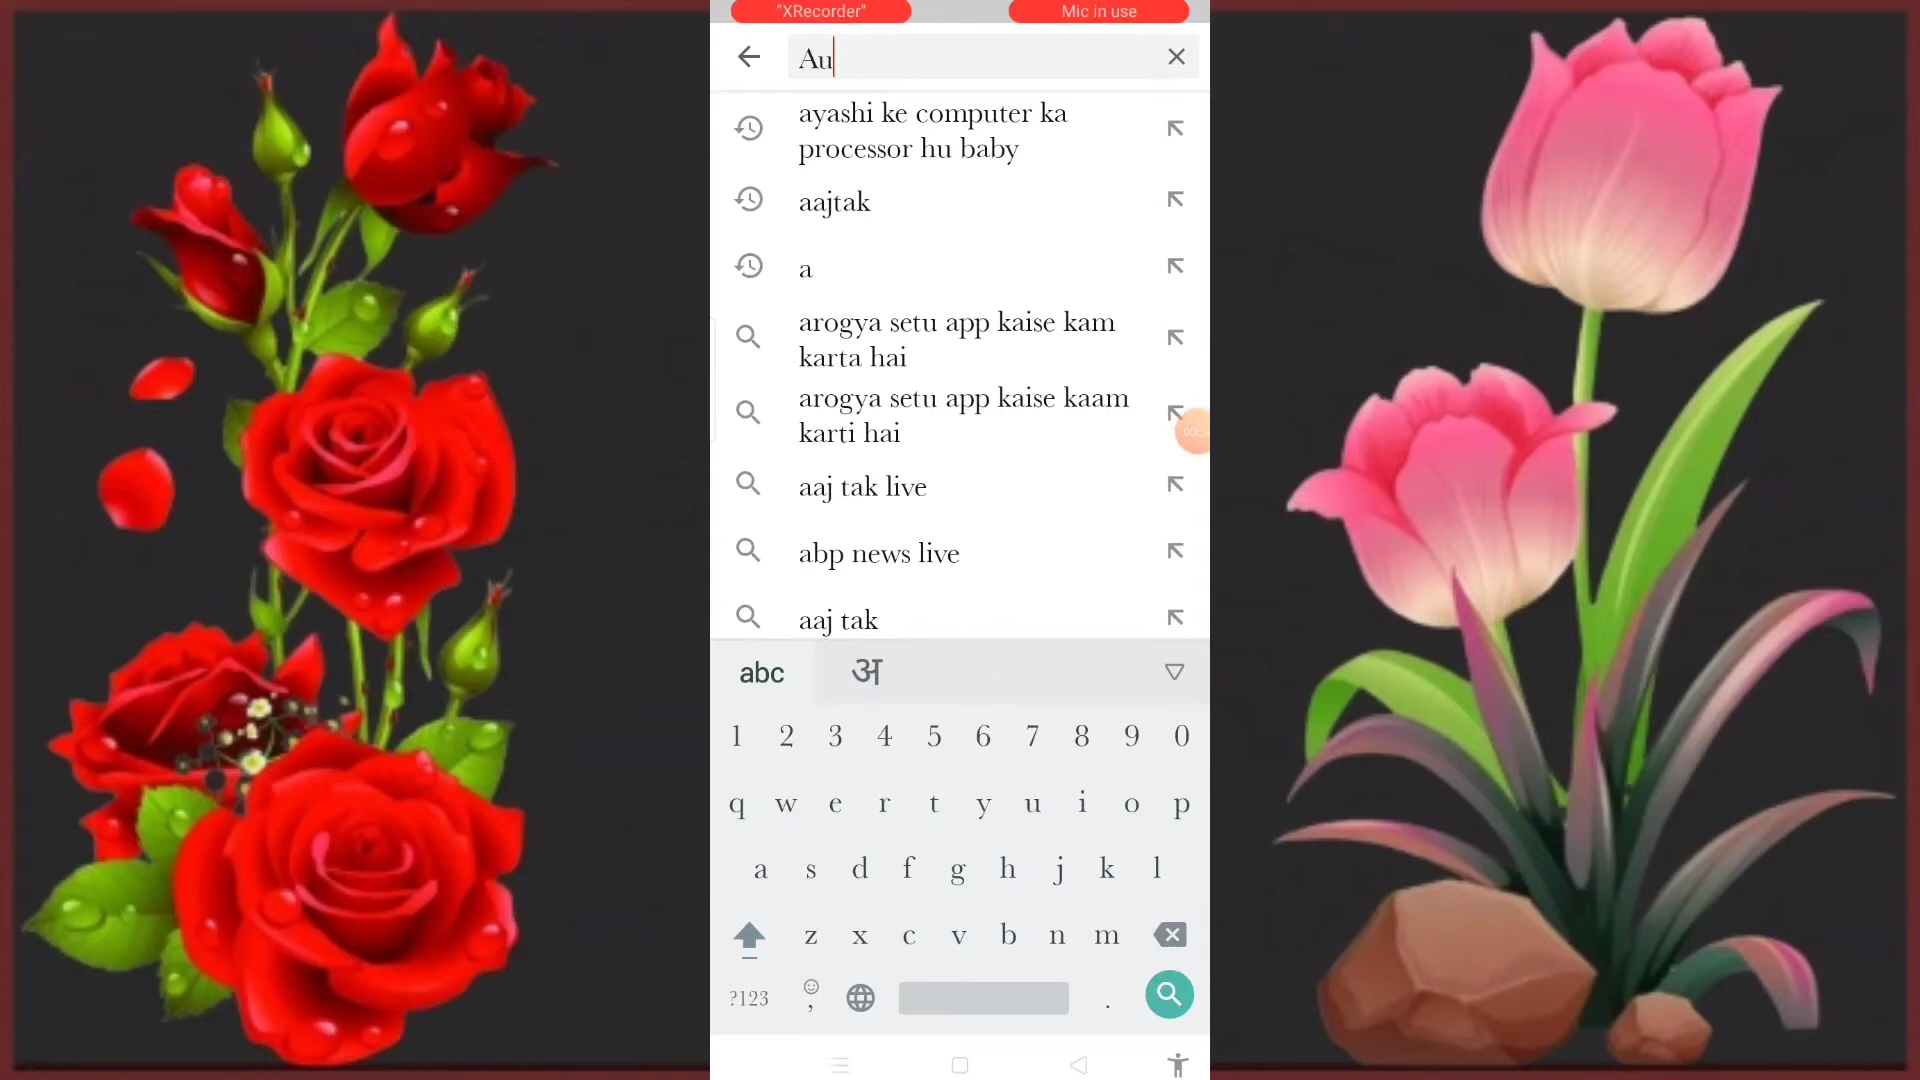 "XRecorder" Mic in use
Au
ayashi ke computer ka
processor hu baby
aajtak
a
arogya setu app kaise kam
karta hai
arogya setu app kaise kaam
karti hai
aaj tak live
abp news live
aaj tak
abc अ
1 2 3 4 5 6 7 8 9 0
q w e r t y u i o p
a s d f g h j k l
z x c v b n m
?123 , .